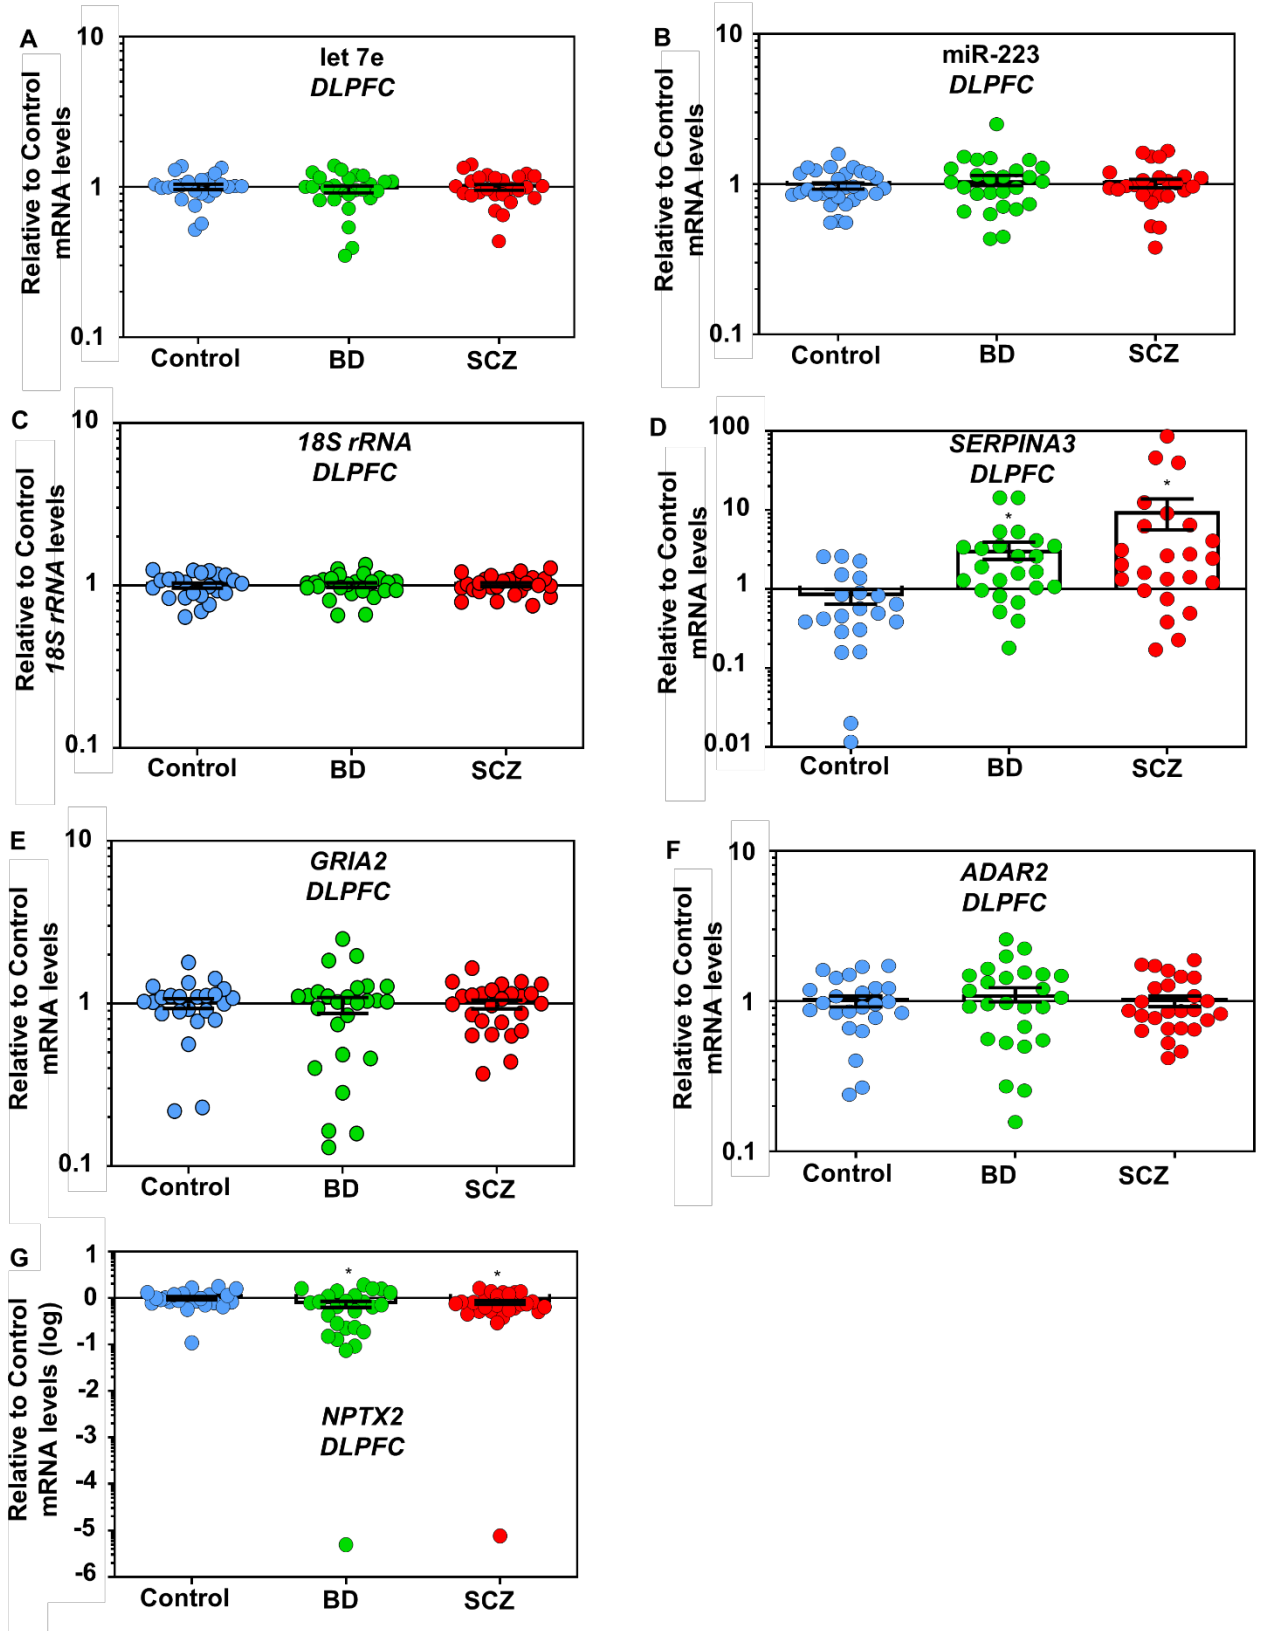 A
Relative to Control
mRNA levels
10
1
0.1
let 7e
DLPFC
Control
BD
SCZ
B
Relative to Control
mRNA levels
10
1
0.1
miR-223
DLPFC
Control
BD
SCZ
C
Relative to Control
18S rRNA levels
10
1
0.1
18S rRNA
DLPFC
Control
BD
SCZ
D
Relative to Control
mRNA levels
100
10
1
0.1
0.01
SERPINA3
DLPFC
*
*
Control
BD
SCZ
E
Relative to Control
mRNA levels
10
1
0.1
GRIA2
DLPFC
Control
BD
SCZ
F
Relative to Control
mRNA levels
10
1
0.1
ADAR2
DLPFC
Control
BD
SCZ
G
Relative to Control
mRNA levels (log)
1
0
-1
-2
-3
-4
-5
-6
*
*
NPTX2
DLPFC
Control
BD
SCZ